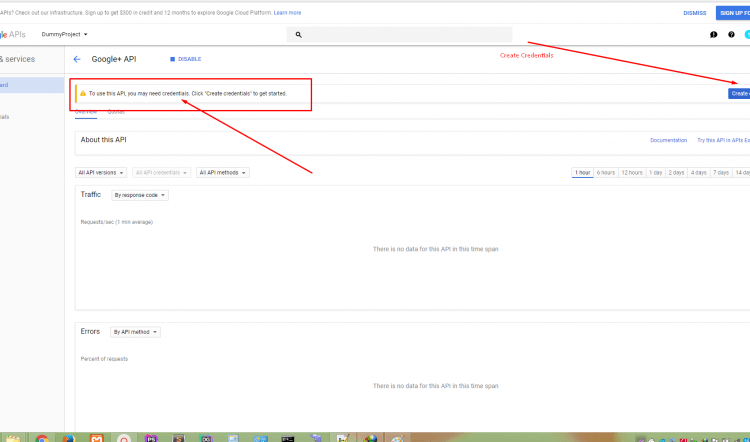 APIs? Check out our infrastructure: Sign up to get $300 in credit and 12 months to explore Google Cloud Platform. Learn more
DISMISS
SIGN UP FO
gle APIs
DummyProject
& services
Google+ API
DISABLE
Create Credentials
ard
To use this API, you may need credentials. Click "Create credentials" to get started.
Create
ials
Overview
Quotas
About this API
Documentation
Try this API in APIs Ex
All API versions
All API credentials
All API methods
1 hour
6 hours
12 hours
1 day
2 days
4 days
7 days
14 day
Traffic
By response code
Requests/sec (1 min average)
There is no data for this API in this time span
Errors
By API method
Percent of requests
There is no data for this API in this time span
PS